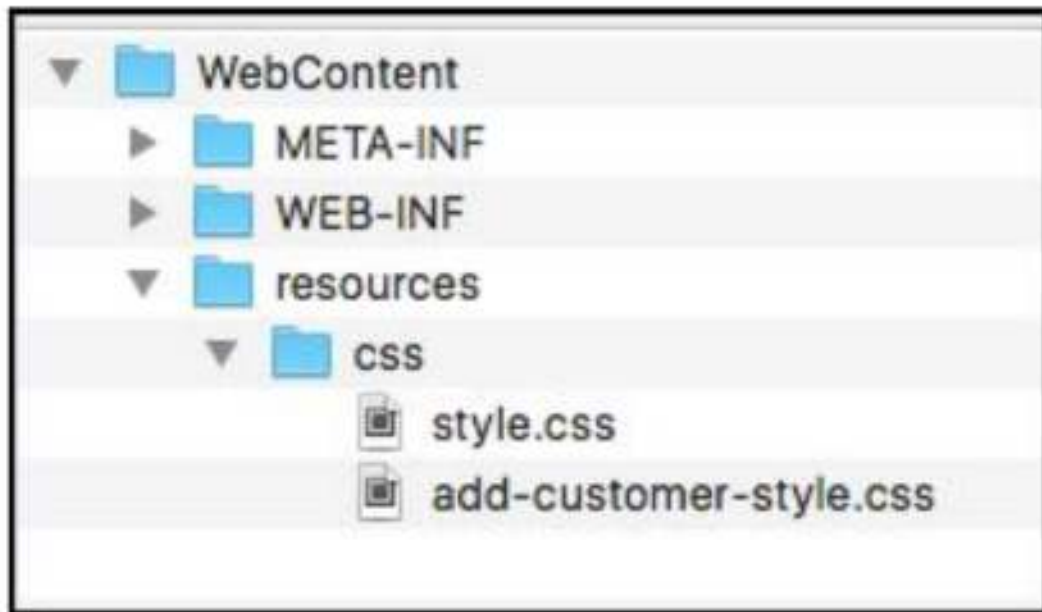 WebContent
META-INF
WEB-INF
resources
css
style.css
add-customer-style.css